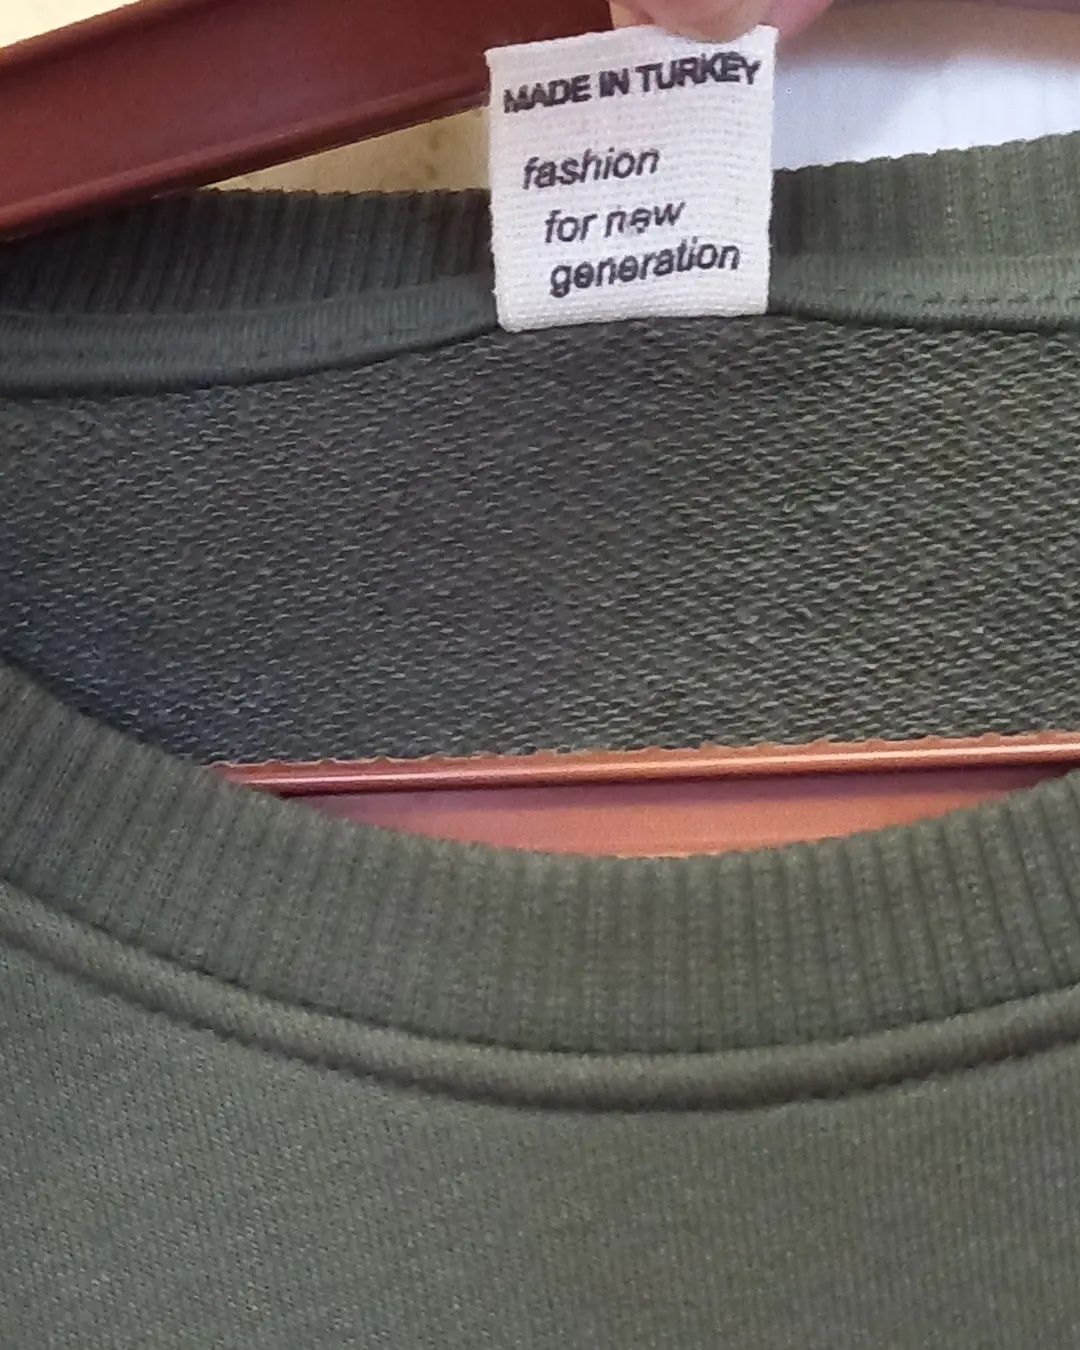 MADE IN TURKEY
fashion
for new
generation